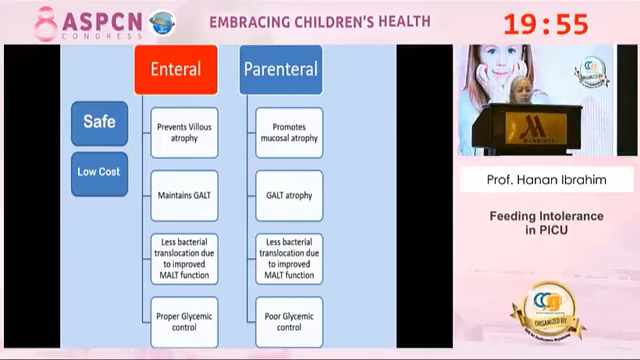 ASPCN
CONGRESS
EMBRACING CHILDREN'S HEALTH
19:55
Enteral
Parenteral
Safe
Low Cost
Prevents Villous
atrophy
Promotes
mucosal atrophy
Maintains GALT
GALT atrophy
Less bacterial
translocation due
to improved
MALT function
Less bacterial
translocation due
to improved
MALT function
Proper Glycemic
control
Poor Glycemic
control
MARRIOTT
Prof. Hanan Ibrahim
Feeding Intolerance
in PICU
ORGANIZED BY